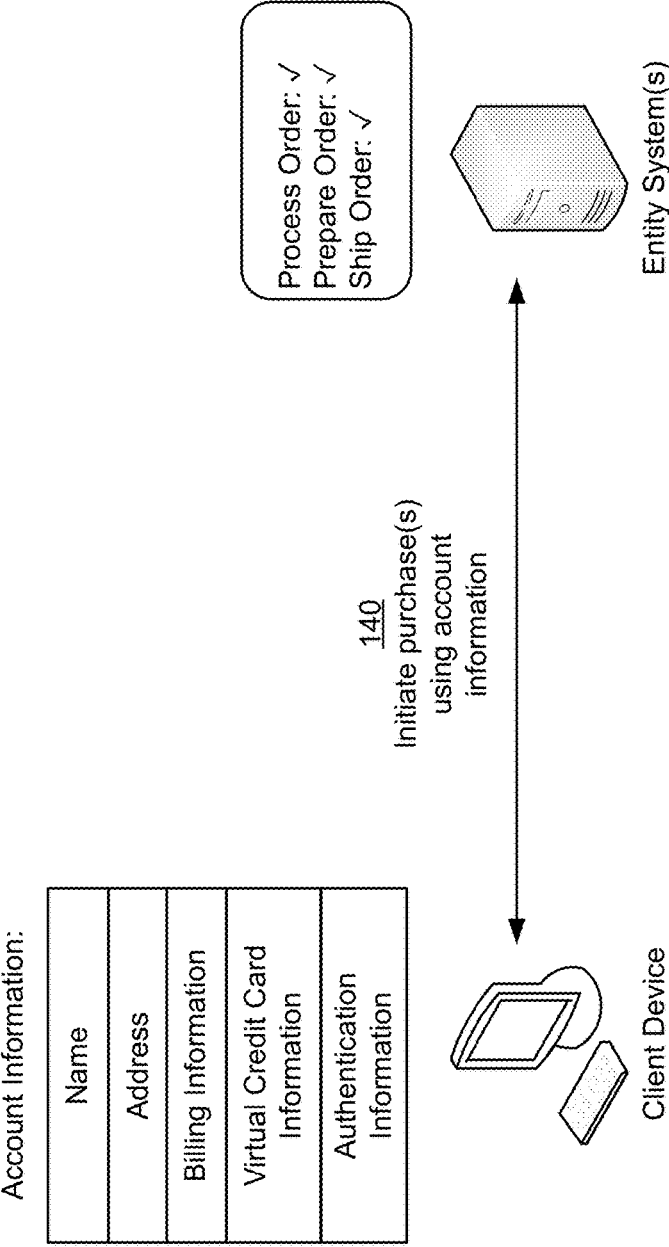 Account Information:
Name
Address
Billing Information
Virtual Credit Card
Information
Authentication
Information
Client Device
140
Initiate purchase(s)
using account
information
Process Order: ✓
Prepare Order: ✓
Ship Order: ✓
Entity System(s)